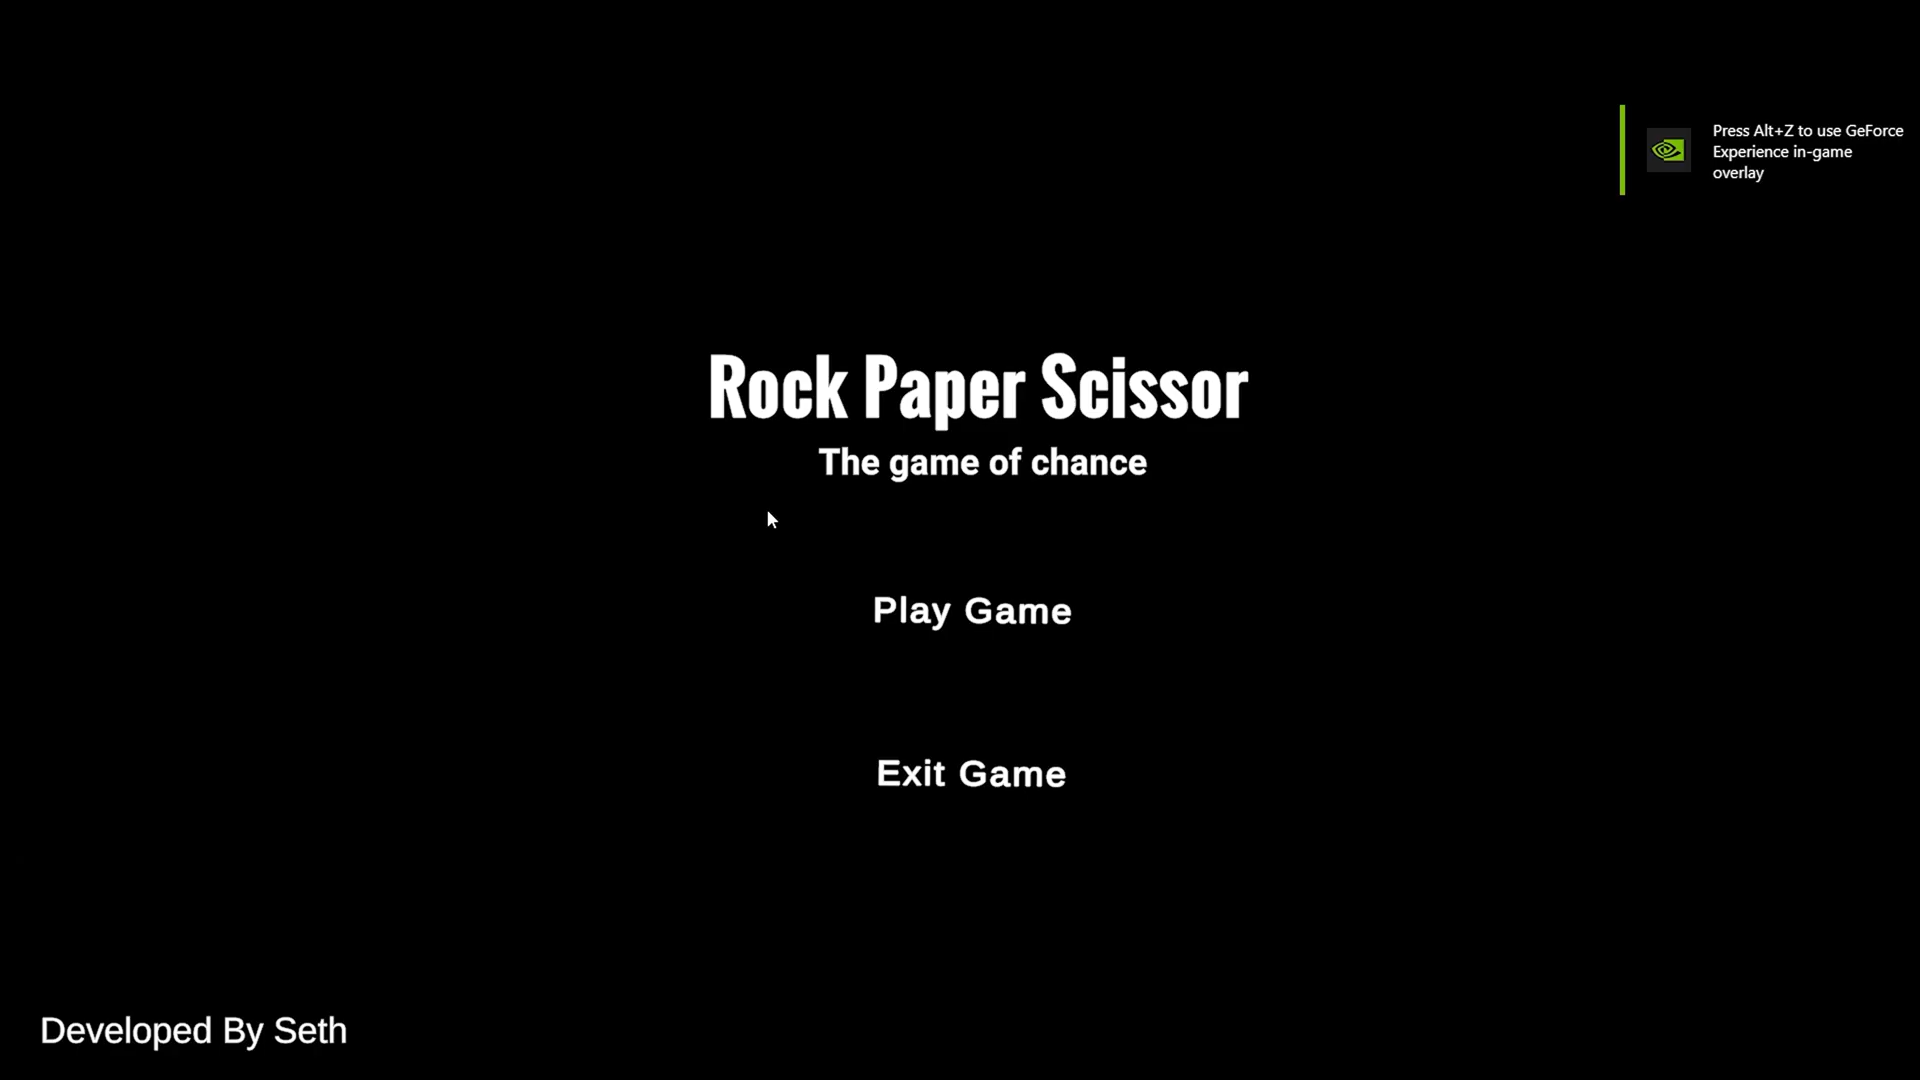 Press Alt+Z to use GeForce
Experience in-game
overlay
Rock Paper Scissor
The game of chance
Play Game
Exit Game
Developed By Seth